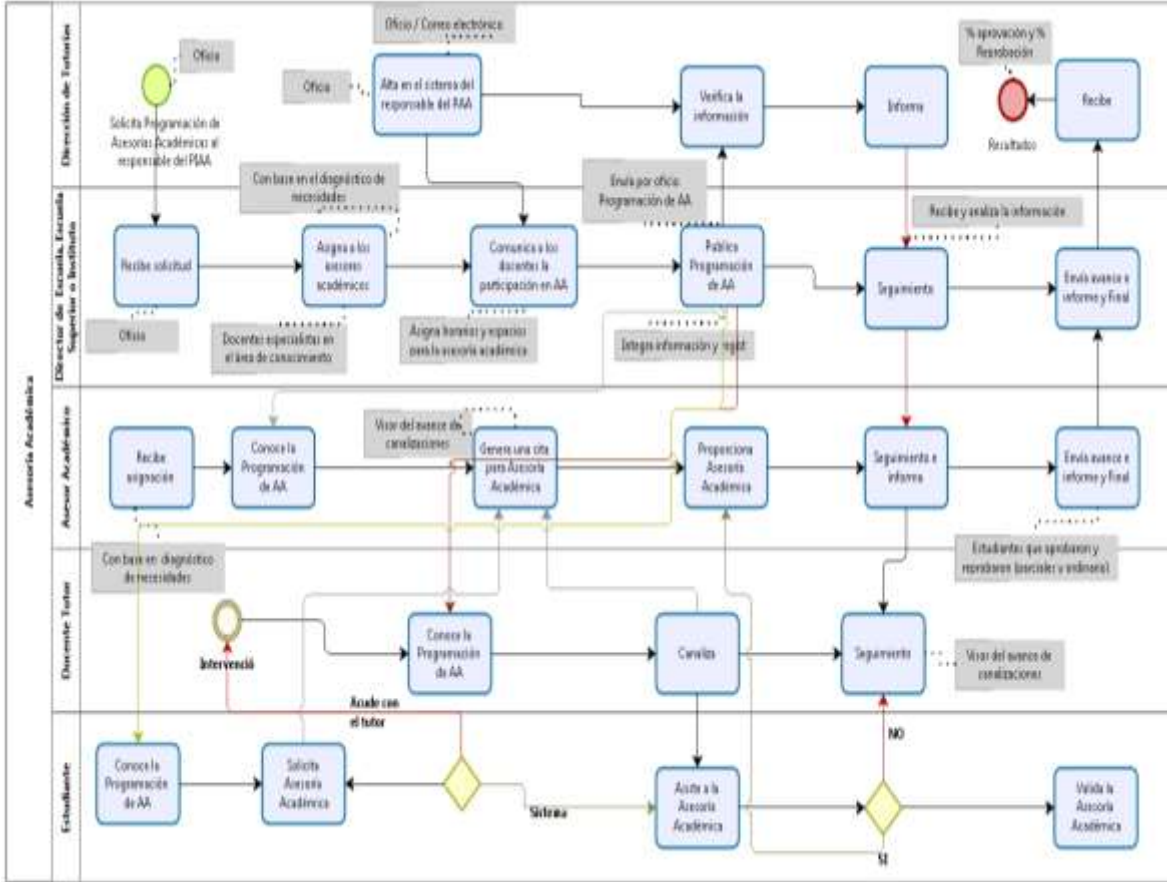 Asesoría Académica
Dirección de Tutorías
Oficio
Solicita Programación de
Asesorías Académicas al
responsable del PIAA
Oficio / Correo electrónico
Oficio
Alta en el sistema del
responsable del PAA
Verifica la
información
Informa
% aprovación y %
Reprobación
Resultados
Recibe
Director de Escuela, Escuela
Superior o Instituto
Recibe solicitud
Oficio
Con base en el diagnóstico de
necesidades
Asigna a los
asesores
académicos
Docentes especialistas en
el área de conocimiento
Comunica a los
docentes la
participación en AA
Asigna horarios y espacios
para la asesoría académica
Envía por oficio
Programación de AA
Publica
Programación
de AA
Integra información y regist
Recibe y analiza la información
Seguimiento
Envía avance e
informe y Final
Asesor Académico
Recibe
asignación
Con base en diagnóstico
de necesidades
Conoce la
Programación
de AA
Visor del avance de
canalizaciones
Genera una cita
para Asesoría
Académica
Proporciona
Asesoría
Académica
Seguimiento e
informa
Envía avance e
informe y Final
Estudiantes que aprobaron y
reprobaron (parciales u ordinario)
Docente Tutor
Intervenció
Conoce la
Programación
de AA
Canaliza
Seguimiento
Visor del avance de
canalizaciones
Estudiante
Conoce la
Programación
de AA
Solicita
Asesoría
Académica
Acude con
el tutor
Sistema
Asiste a la
Asesoría
Académica
NO
SI
Valida la
Asesoría
Académica